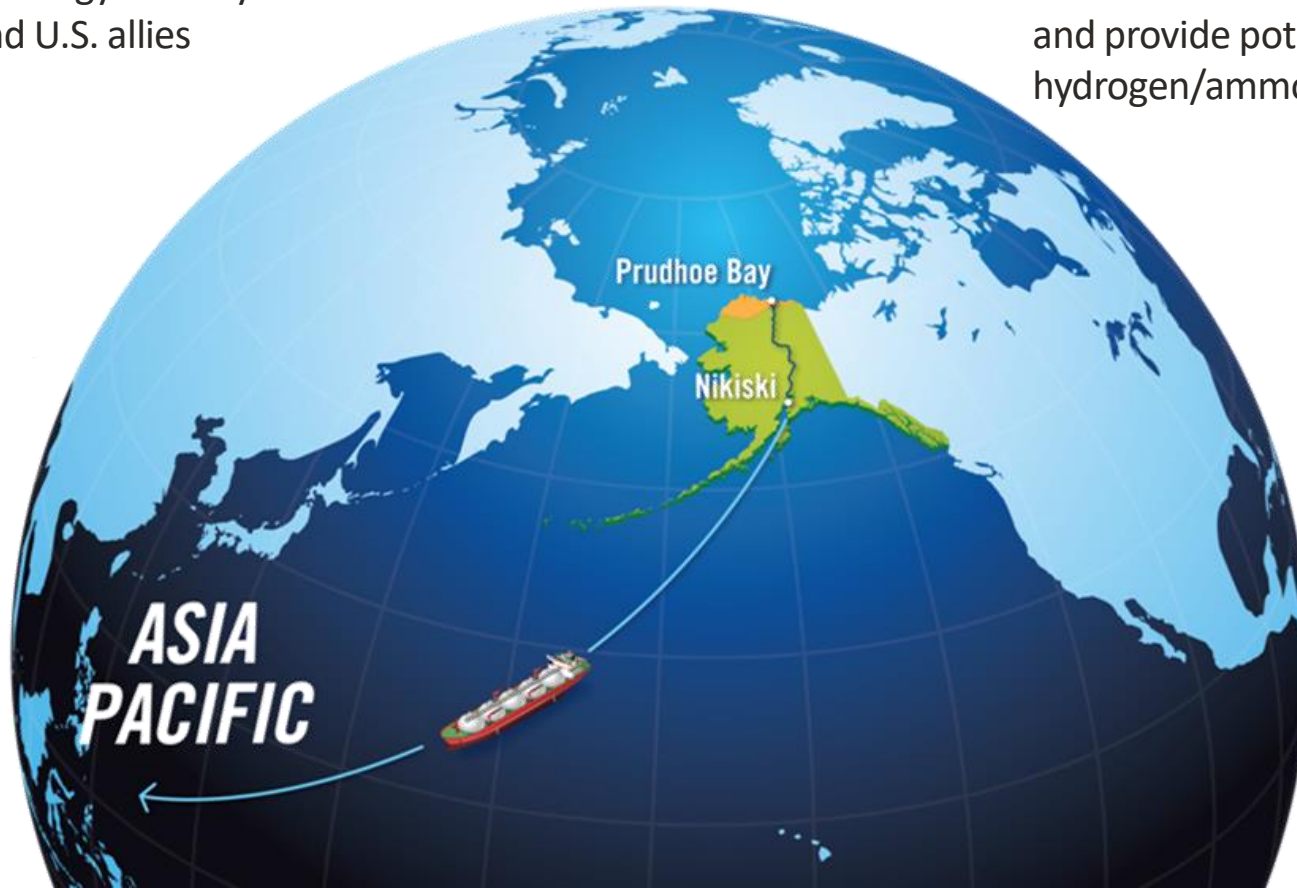 nd U.S. allies
and provide pot
hydrogen/ammo
Prudhoe Bay
Nikiski
ASIA
PACIFIC